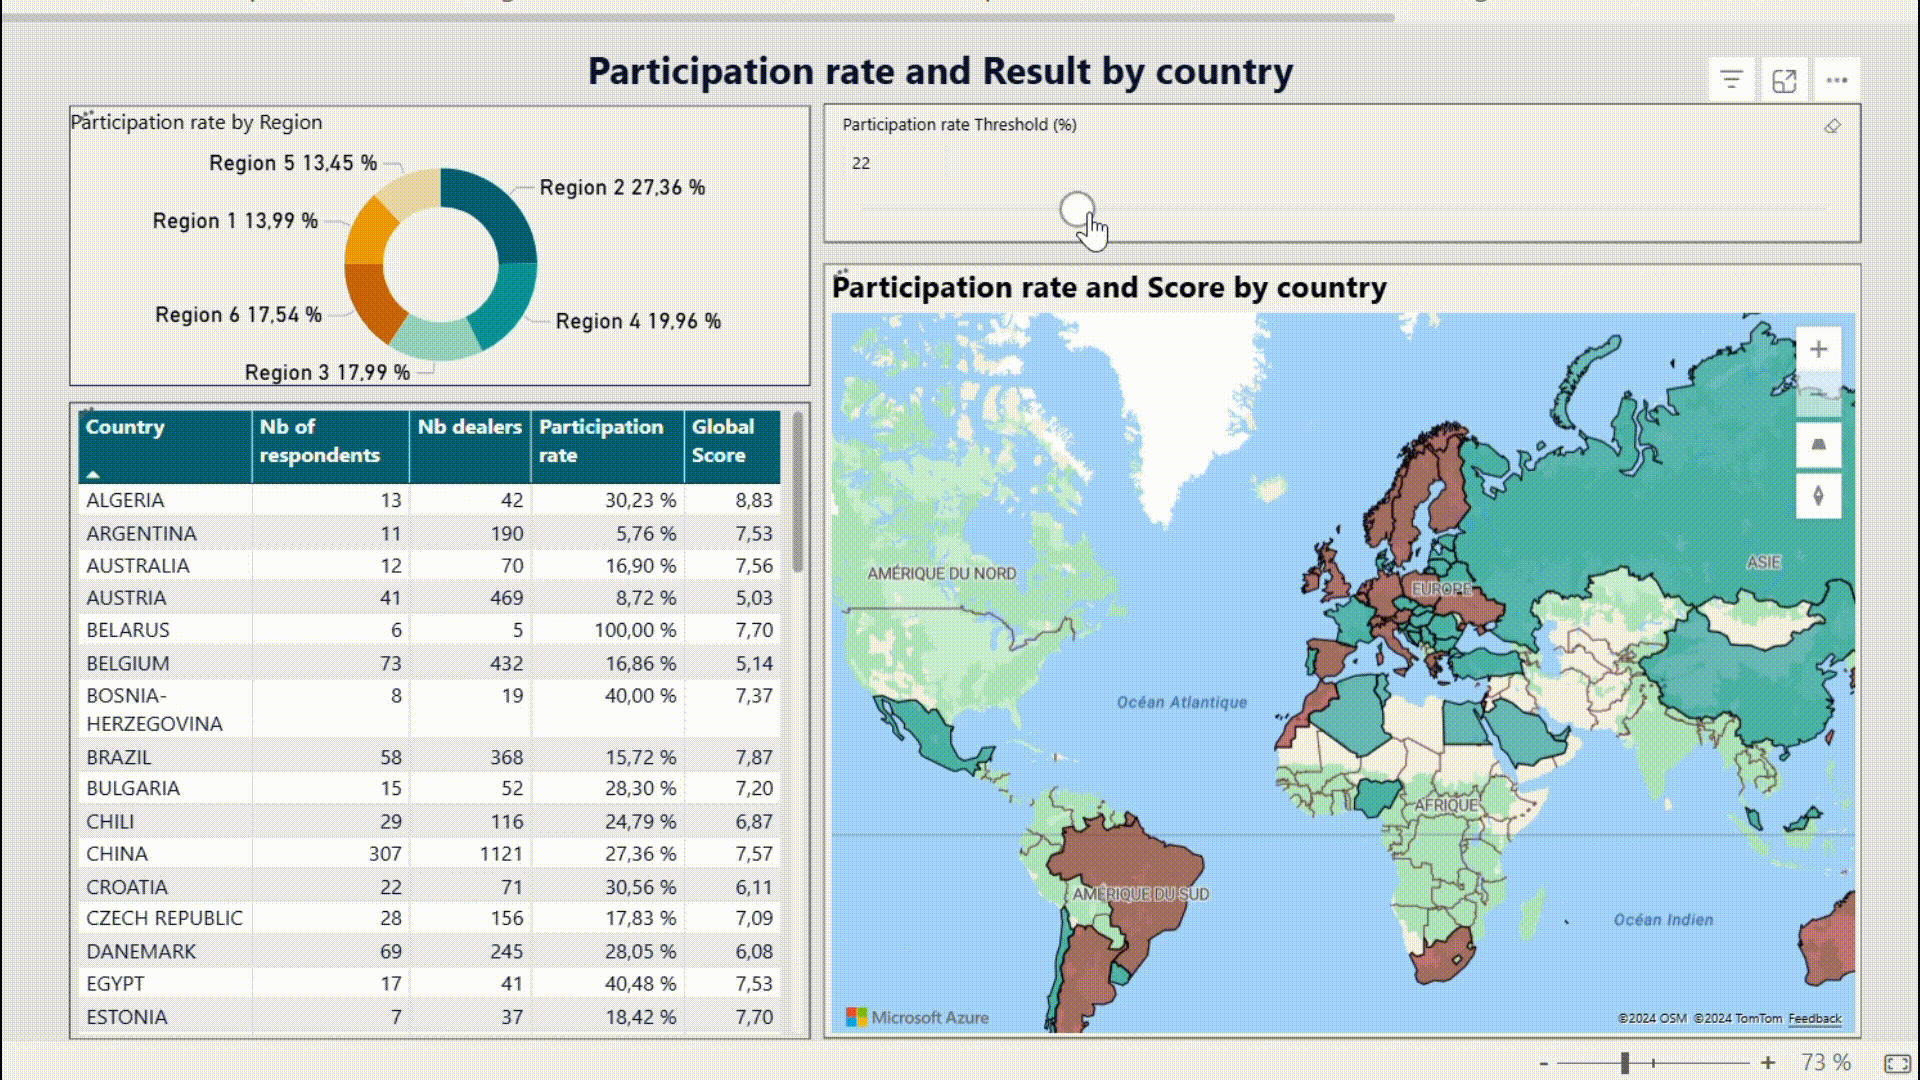 Participation rate and Result by country
Participation rate by Region
Region 5 13,45 %
Region 2 27,36 %
Region 1 13,99 %
Region 6 17,54 %
Region 4 19,96 %
Region 3 17,99 %
Participation rate Threshold (%)
22
Country Nb of respondents Nb dealers Participation rate Global Score
ALGERIA 13 42 30,23 % 8,83
ARGENTINA 11 190 5,76 % 7,53
AUSTRALIA 12 70 16,90 % 7,56
AUSTRIA 41 469 8,72 % 5,03
BELARUS 6 5 100,00 % 7,70
BELGIUM 73 432 16,86 % 5,14
BOSNIA-HERZEGOVINA 8 19 40,00 % 7,37
BRAZIL 58 368 15,72 % 7,87
BULGARIA 15 52 28,30 % 7,20
CHILI 29 116 24,79 % 6,87
CHINA 307 1121 27,36 % 7,57
CROATIA 22 71 30,56 % 6,11
CZECH REPUBLIC 28 156 17,83 % 7,09
DANEMARK 69 245 28,05 % 6,08
EGYPT 17 41 40,48 % 7,53
ESTONIA 7 37 18,42 % 7,70
Participation rate and Score by country
AMÉRIQUE DU NORD
EUROPE
ASIE
Océan Atlantique
AFRIQUE
AMÉRIQUE DU SUD
Océan Indien
Microsoft Azure
©2024 OSM ©2024 TomTom Feedback
- + 73 %